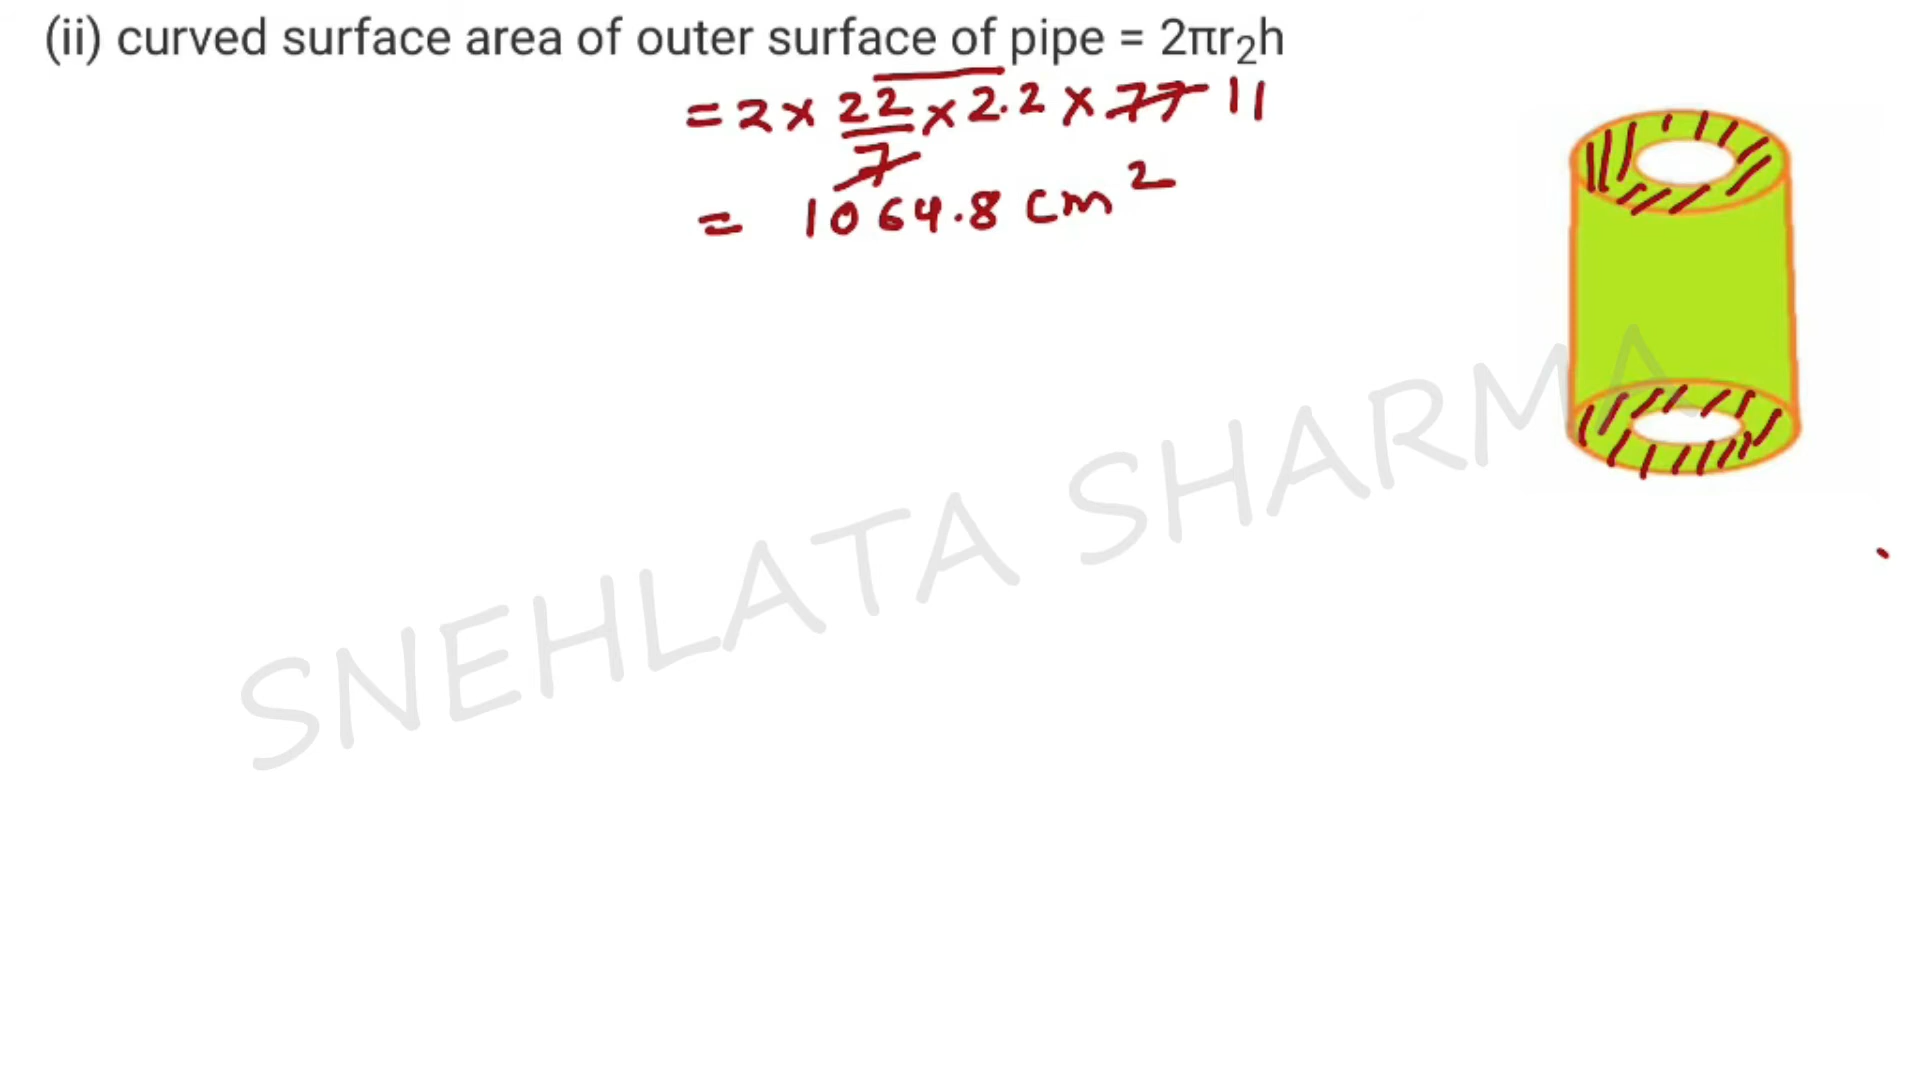 (ii) curved surface area of outer surface of pipe = 2πr₂h
= 2 × 22/7 × 2.2 × 77 11
= 1064.8 cm²
SNEHLATA SHARMA